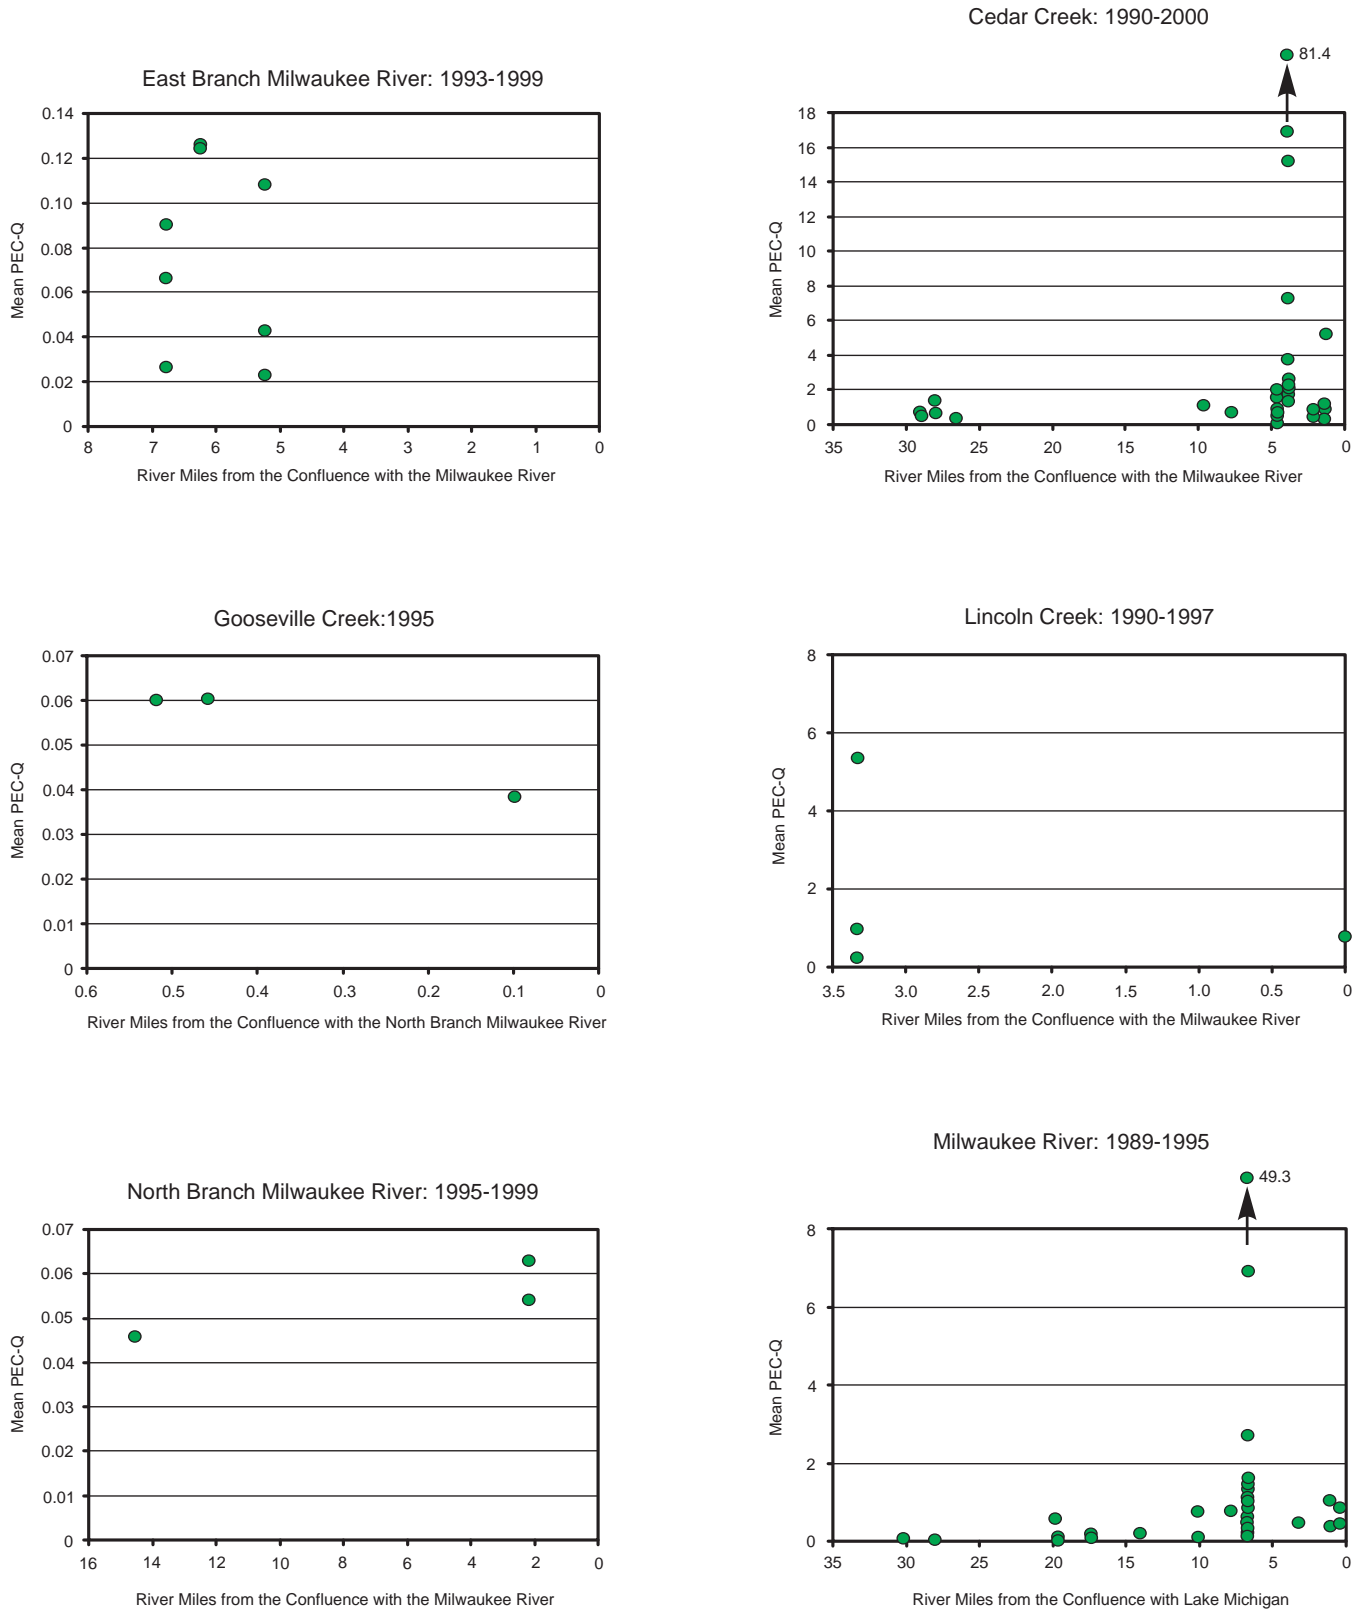 Cedar Creek: 1990-2000
81.4
East Branch Milwaukee River: 1993-1999
Mean PEC-Q
0.14
0.12
0.10
0.08
0.06
0.04
0.02
0
8 7 6 5 4 3 2 1 0
River Miles from the Confluence with the Milwaukee River
Mean PEC-Q
18
16
14
12
10
8
6
4
2
0
35 30 25 20 15 10 5 0
River Miles from the Confluence with the Milwaukee River
Gooseville Creek:1995
Mean PEC-Q
0.07
0.06
0.05
0.04
0.03
0.02
0.01
0
0.6 0.5 0.4 0.3 0.2 0.1 0
River Miles from the Confluence with the North Branch Milwaukee River
Lincoln Creek: 1990-1997
Mean PEC-Q
8
6
4
2
0
3.5 3.0 2.5 2.0 1.5 1.0 0.5 0
River Miles from the Confluence with the Milwaukee River
North Branch Milwaukee River: 1995-1999
Mean PEC-Q
0.07
0.06
0.05
0.04
0.03
0.02
0.01
0
16 14 12 10 8 6 4 2 0
River Miles from the Confluence with the Milwaukee River
Milwaukee River: 1989-1995
49.3
Mean PEC-Q
8
6
4
2
0
35 30 25 20 15 10 5 0
River Miles from the Confluence with Lake Michigan